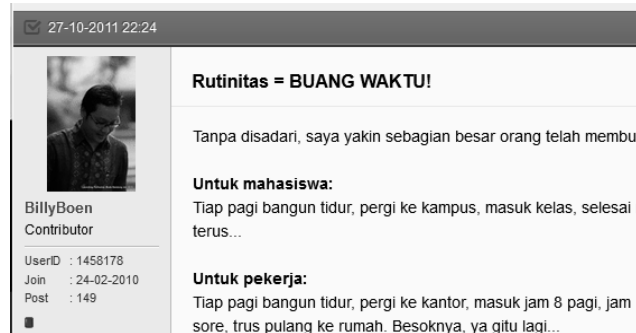 27-10-2011 22:24
BillyBoen
Contributor
UserID : 1458178
Join : 24-02-2010
Post : 149
Rutinitas = BUANG WAKTU!
Tanpa disadari, saya yakin sebagian besar orang telah membu
Untuk mahasiswa:
Tiap pagi bangun tidur, pergi ke kampus, masuk kelas, selesai
terus...
Untuk pekerja:
Tiap pagi bangun tidur, pergi ke kantor, masuk jam 8 pagi, jam
sore, trus pulang ke rumah. Besoknya, ya gitu lagi...